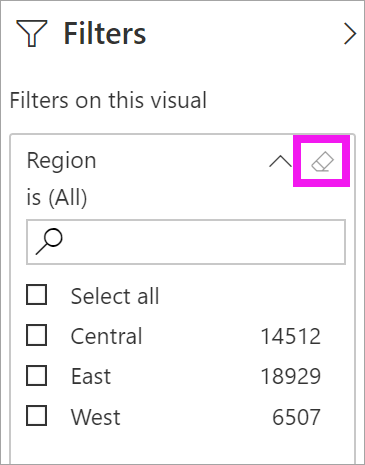 Filters
Filters on this visual
Region
is (All)
Select all
Central 14512
East 18929
West 6507